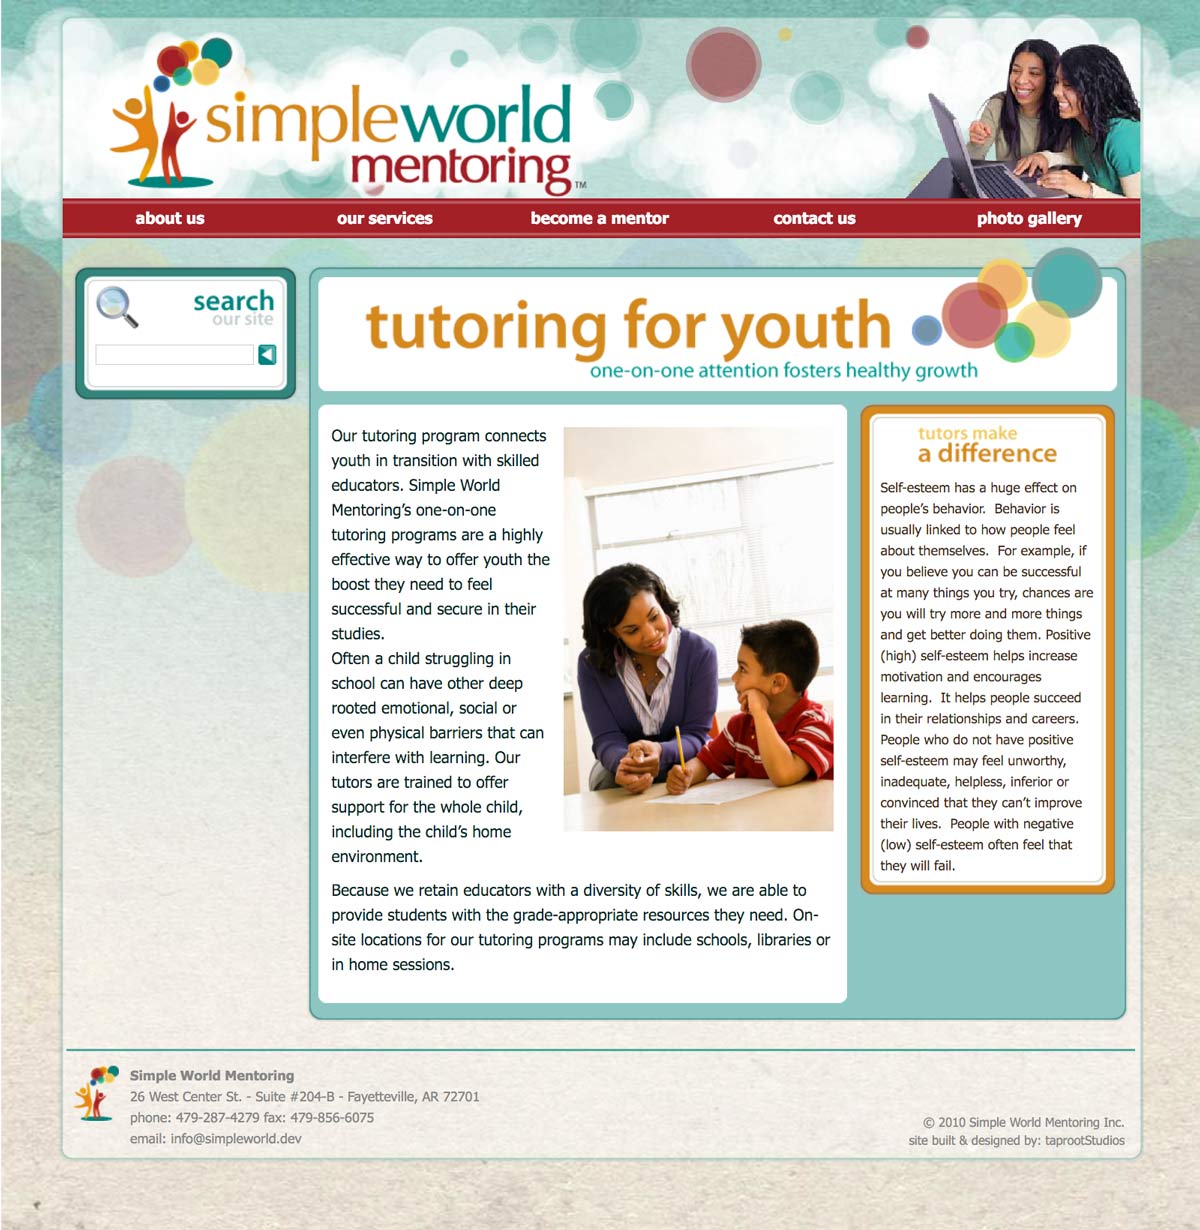 simpleworld
mentoring™
about us
our services
become a mentor
contact us
photo gallery
search
our site
tutoring for youth
one-on-one attention fosters healthy growth
Our tutoring program connects
youth in transition with skilled
educators. Simple World
Mentoring’s one-on-one
tutoring programs are a highly
effective way to offer youth the
boost they need to feel
successful and secure in their
studies.
Often a child struggling in
school can have other deep
rooted emotional, social or
even physical barriers that can
interfere with learning. Our
tutors are trained to offer
support for the whole child,
including the child’s home
environment.
Because we retain educators with a diversity of skills, we are able to
provide students with the grade-appropriate resources they need. On-
site locations for our tutoring programs may include schools, libraries or
in home sessions.
tutors make
a difference
Self-esteem has a huge effect on
people’s behavior.  Behavior is
usually linked to how people feel
about themselves.  For example, if
you believe you can be successful
at many things you try, chances are
you will try more and more things
and get better doing them. Positive
(high) self-esteem helps increase
motivation and encourages
learning.  It helps people succeed
in their relationships and careers.
People who do not have positive
self-esteem may feel unworthy,
inadequate, helpless, inferior or
convinced that they can’t improve
their lives.  People with negative
(low) self-esteem often feel that
they will fail.
Simple World Mentoring
26 West Center St. - Suite #204-B - Fayetteville, AR 72701
phone: 479-287-4279 fax: 479-856-6075
email: info@simpleworld.dev
© 2010 Simple World Mentoring Inc.
site built & designed by: taprootStudios